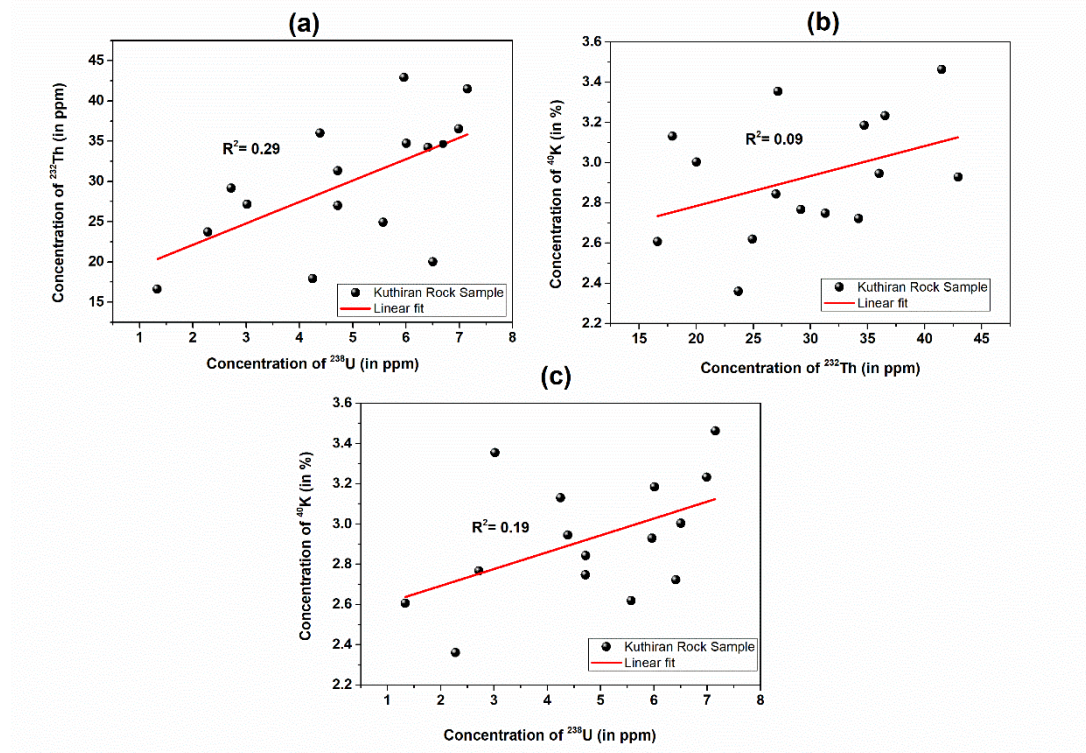 (a)
45
40
35
30
25
20
15
Concentration of ²³²Th (in ppm)
R²= 0.29
Kuthiran Rock Sample
Linear fit
1 2 3 4 5 6 7 8
Concentration of ²³⁸U (in ppm)
(b)
3.6
3.4
3.2
3.0
2.8
2.6
2.4
2.2
Concentration of ⁴⁰K (in %)
R²= 0.09
Kuthiran Rock Sample
Linear fit
15 20 25 30 35 40 45
Concentration of ²³²Th (in ppm)
(c)
3.6
3.4
3.2
3.0
2.8
2.6
2.4
2.2
Concentration of ⁴⁰K (in %)
R²= 0.19
Kuthiran Rock Sample
Linear fit
1 2 3 4 5 6 7 8
Concentration of ²³⁸U (in ppm)